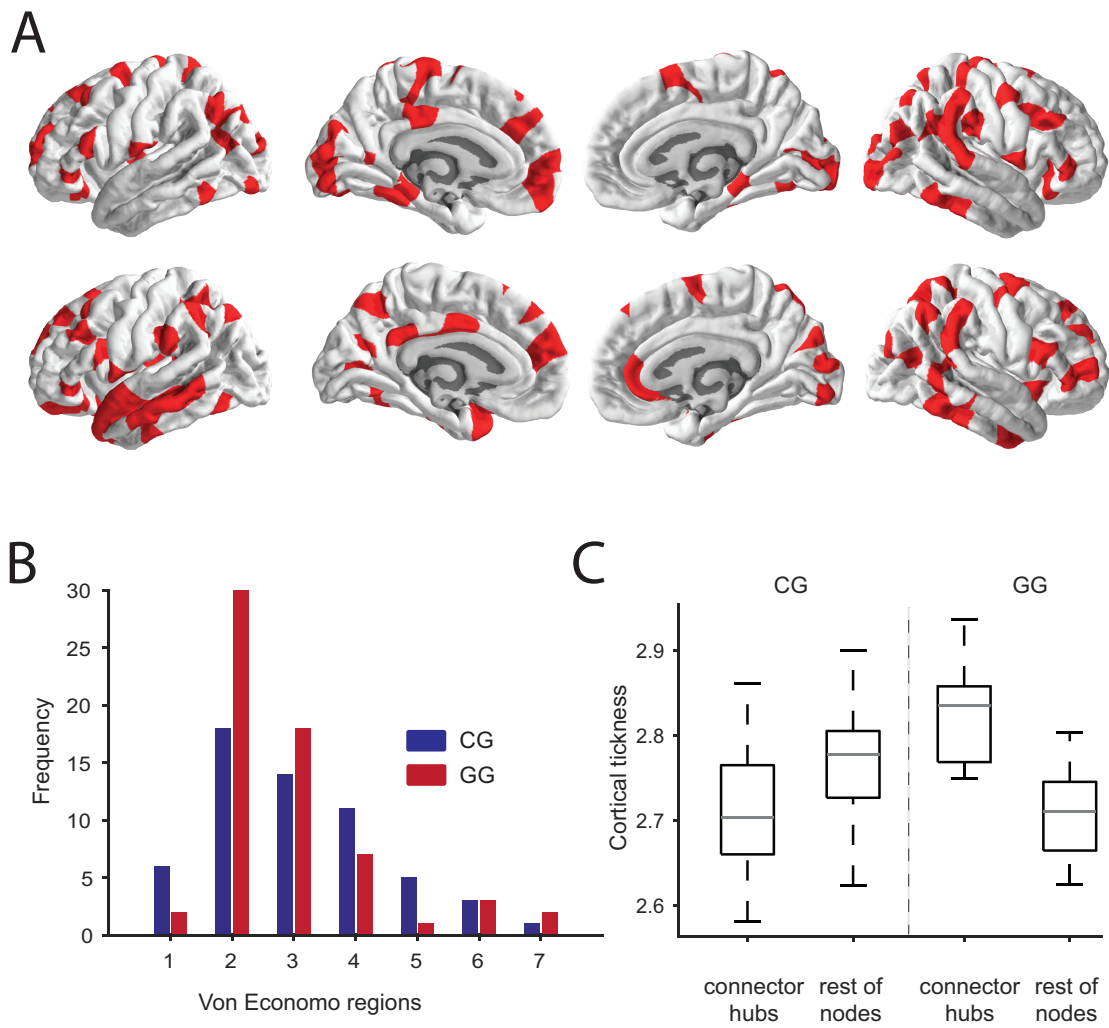 A
B
30
25
20
15
10
5
0
Frequency
CG
GG
1 2 3 4 5 6 7
Von Economo regions
C
CG GG
2.9
2.8
2.7
2.6
Cortical tickness
connector hubs
rest of nodes
connector hubs
rest of nodes